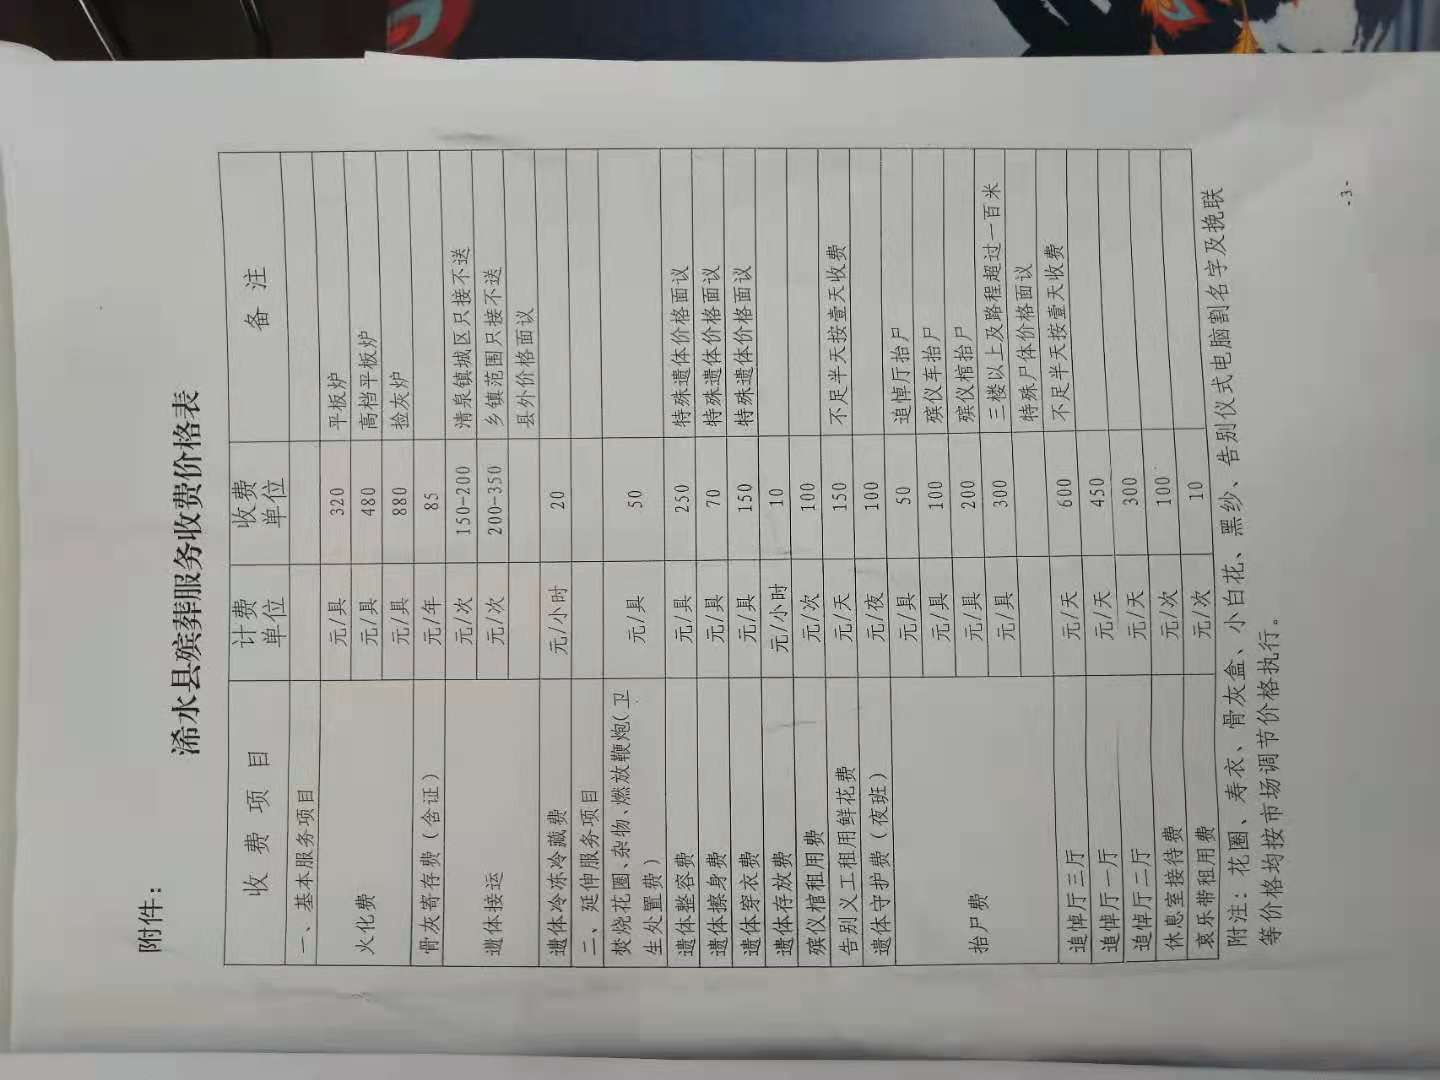 附件：
浠水县殡葬服务收费价格表
收 费 项 目 计费单位 收费单位 备 注
一、基本服务项目
火化费 元/具 320 平板炉
元/具 480 高档平板炉
元/具 880 捡灰炉
骨灰寄存费（含证） 元/年 85
遗体接运 元/次 150-200 清泉镇城区只接不送
元/次 200-350 乡镇范围只接不送
县外价格面议
遗体冷冻冷藏费 元/小时 20
二、延伸服务项目
焚烧花圈、杂物、燃放鞭炮（卫
生处置费） 元/具 50
遗体整容费 元/具 250 特殊遗体价格面议
遗体擦身费 元/具 70 特殊遗体价格面议
遗体穿衣费 元/具 150 特殊遗体价格面议
遗体存放费 元/小时 10
殡仪棺租用费 元/次 100
告别义工租用鲜花费 元/天 150 不足半天按壹天收费
遗体守护费（夜班） 元/夜 100
抬尸费 元/具 50 追悼厅抬尸
元/具 100 殡仪车抬尸
元/具 200 殡仪棺抬尸
元/具 300 三楼以上及路程超过一百米
特殊尸体价格面议
追悼厅三厅 元/天 600 不足半天按壹天收费
追悼厅一厅 元/天 450
追悼厅二厅 元/天 300
休息室接待费 元/次 100
哀乐带租用费 元/次 10
附注：花圈、寿衣、骨灰盒、小白花、黑纱、告别仪式电脑割名字及挽联
等价格均按市场调节价格执行。
-3-